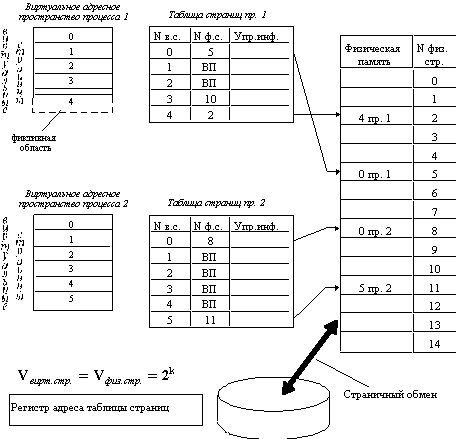 Виртуальное адресное
пространство процесса 1
виртуальные
страницы
0
1
2
3
4
фиктивная
область
Таблица страниц пр. 1
N в.с. N ф.с. Упр.инф.
0 5
1 ВП
2 ВП
3 10
4 2
Физическая
память
N физ.
стр.
0
1
4 пр. 1 2
3
4
0 пр. 1 5
6
7
0 пр. 2 8
9
10
5 пр. 2 11
12
13
14
Виртуальное адресное
пространство процесса 2
виртуальные
страницы
0
1
2
3
4
5
Таблица страниц пр. 2
N в.с. N ф.с. Упр.инф.
0 8
1 ВП
2 ВП
3 ВП
4 ВП
5 11
Vвирт.стр. = Vфиз.стр. = 2k
Регистр адреса таблицы страниц
Страничный обмен